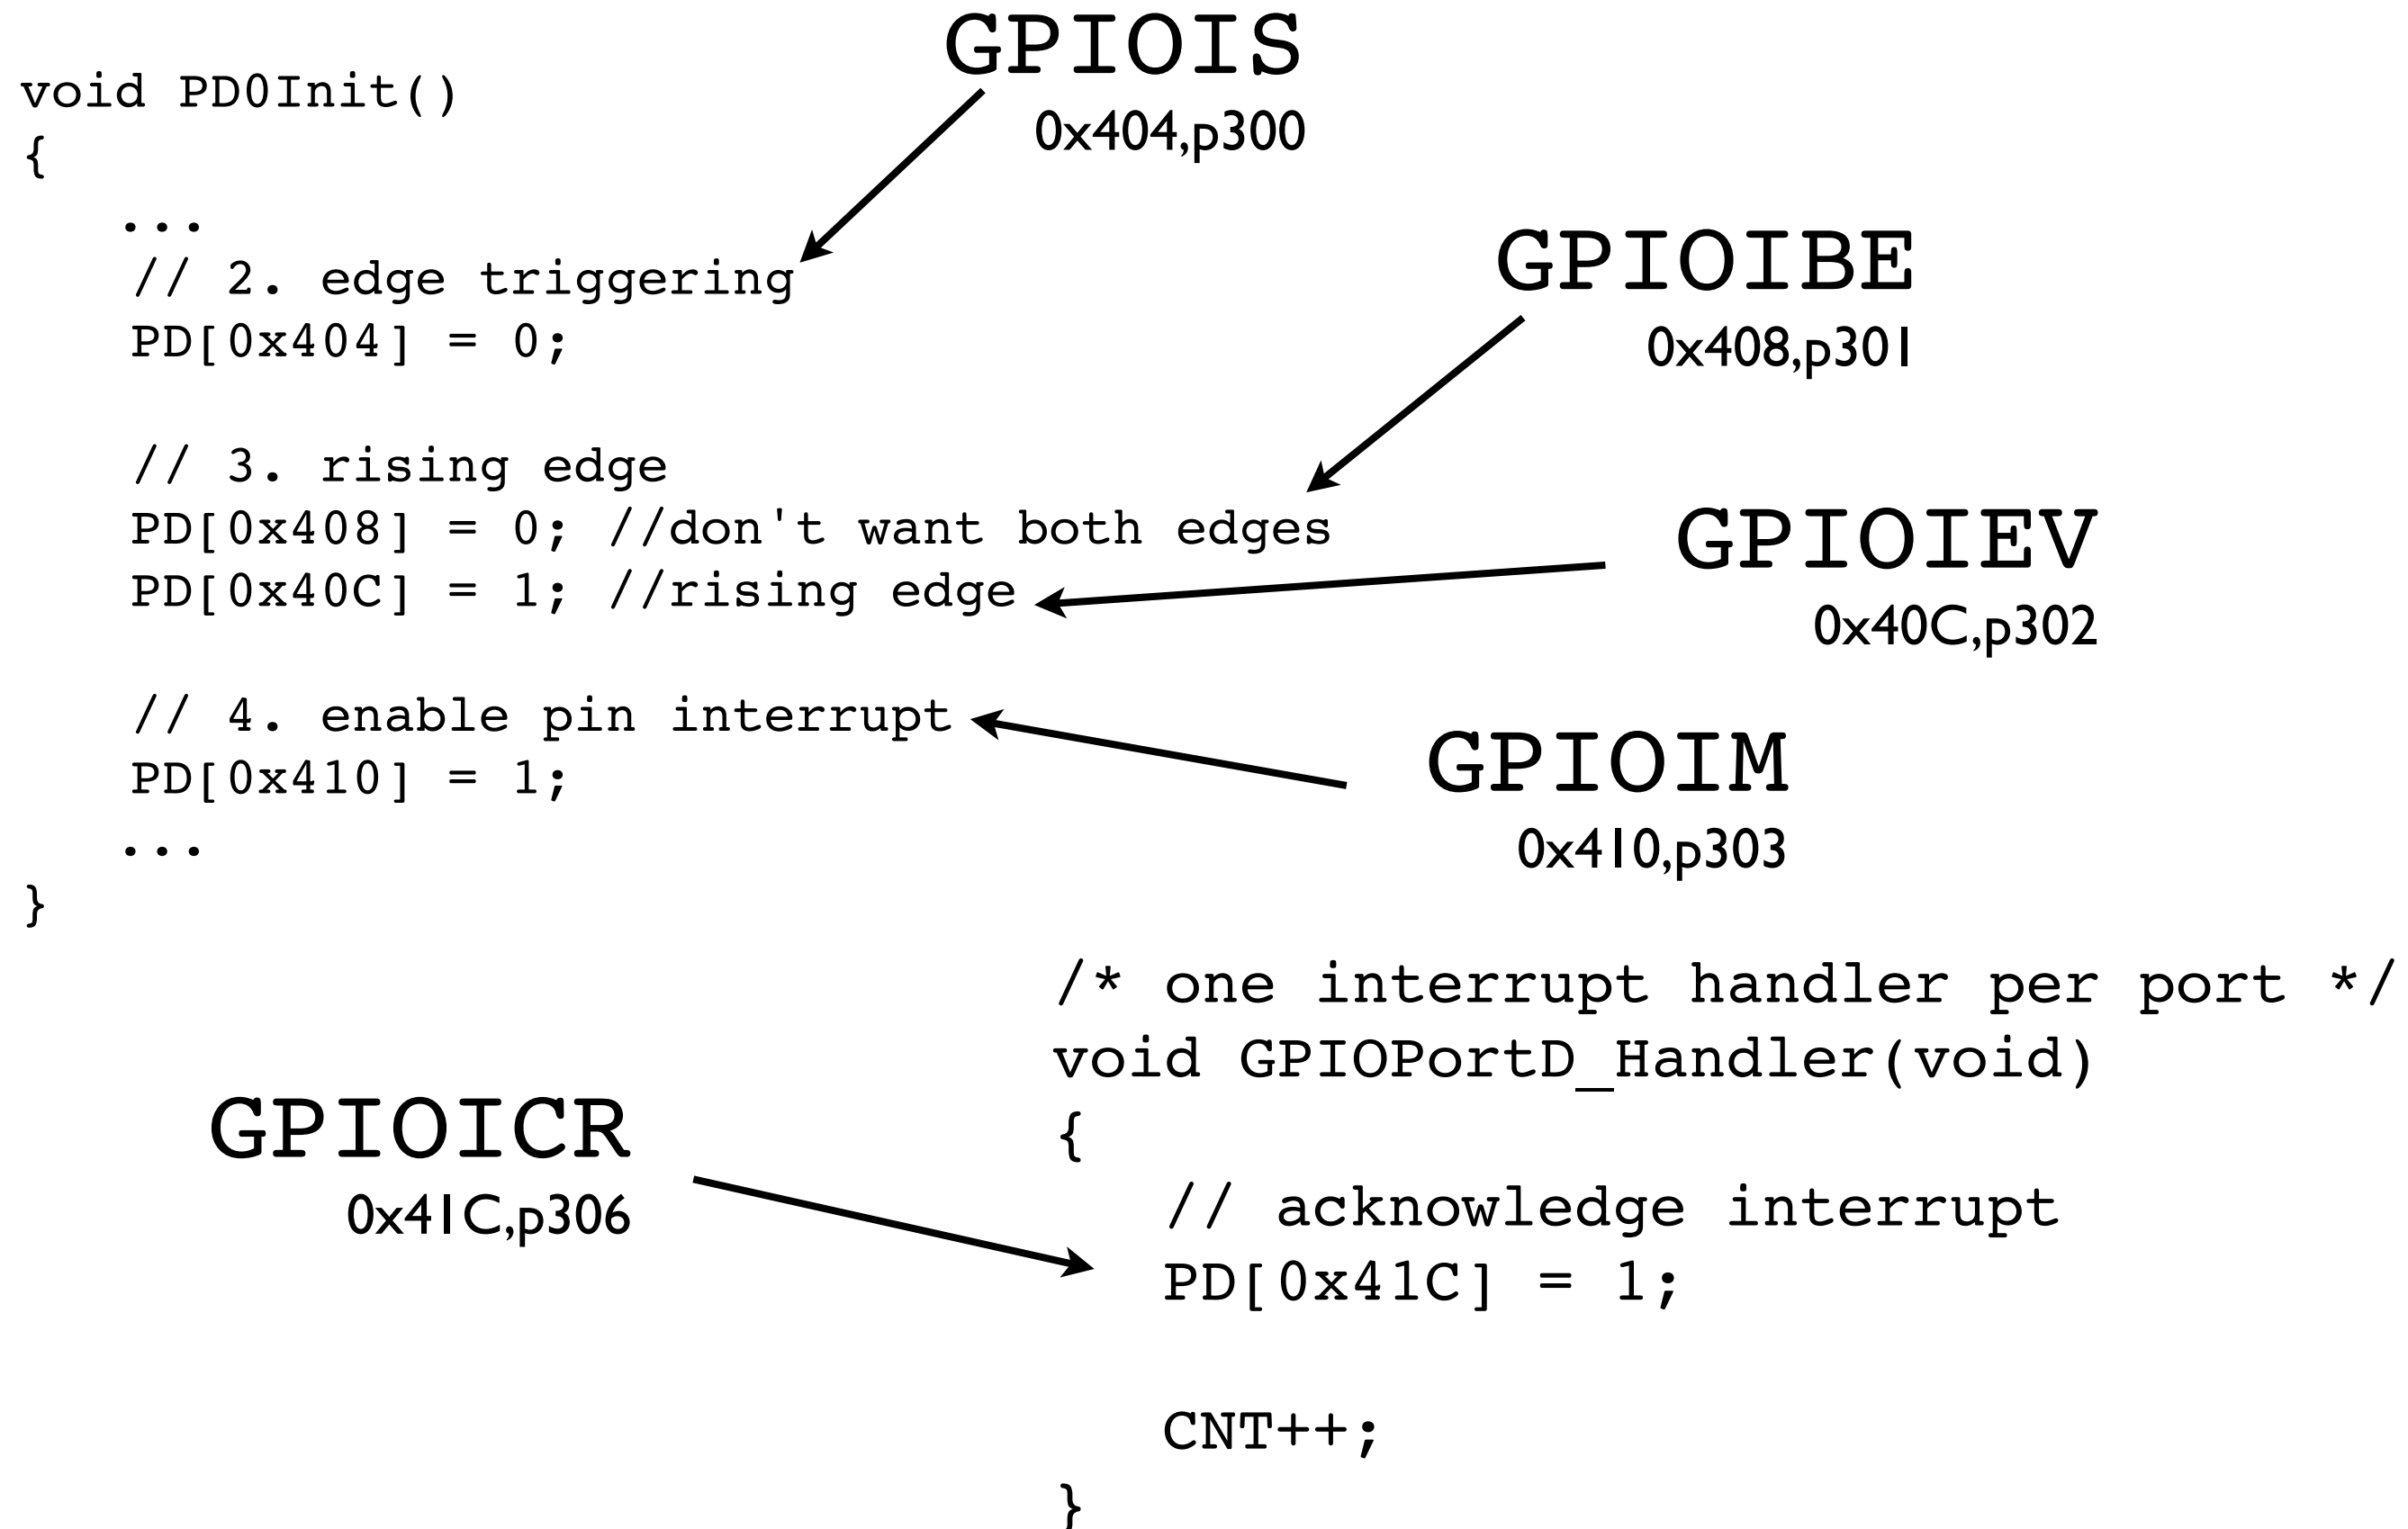 void PD0Init()
{
...
// 2. edge triggering
PD[0x404] = 0;
// 3. rising edge
PD[0x408] = 0; //don't want both edges
PD[0x40C] = 1; //rising edge
// 4. enable pin interrupt
PD[0x410] = 1;
...
}
GPIOIS
0x404,p300
GPIOIBE
0x408,p301
GPIOIEV
0x40C,p302
GPIOIM
0x410,p303
GPIOICR
0x41C,p306
/* one interrupt handler per port */
void GPIOPortD_Handler(void)
{
// acknowledge interrupt
PD[0x41C] = 1;
CNT++;
}